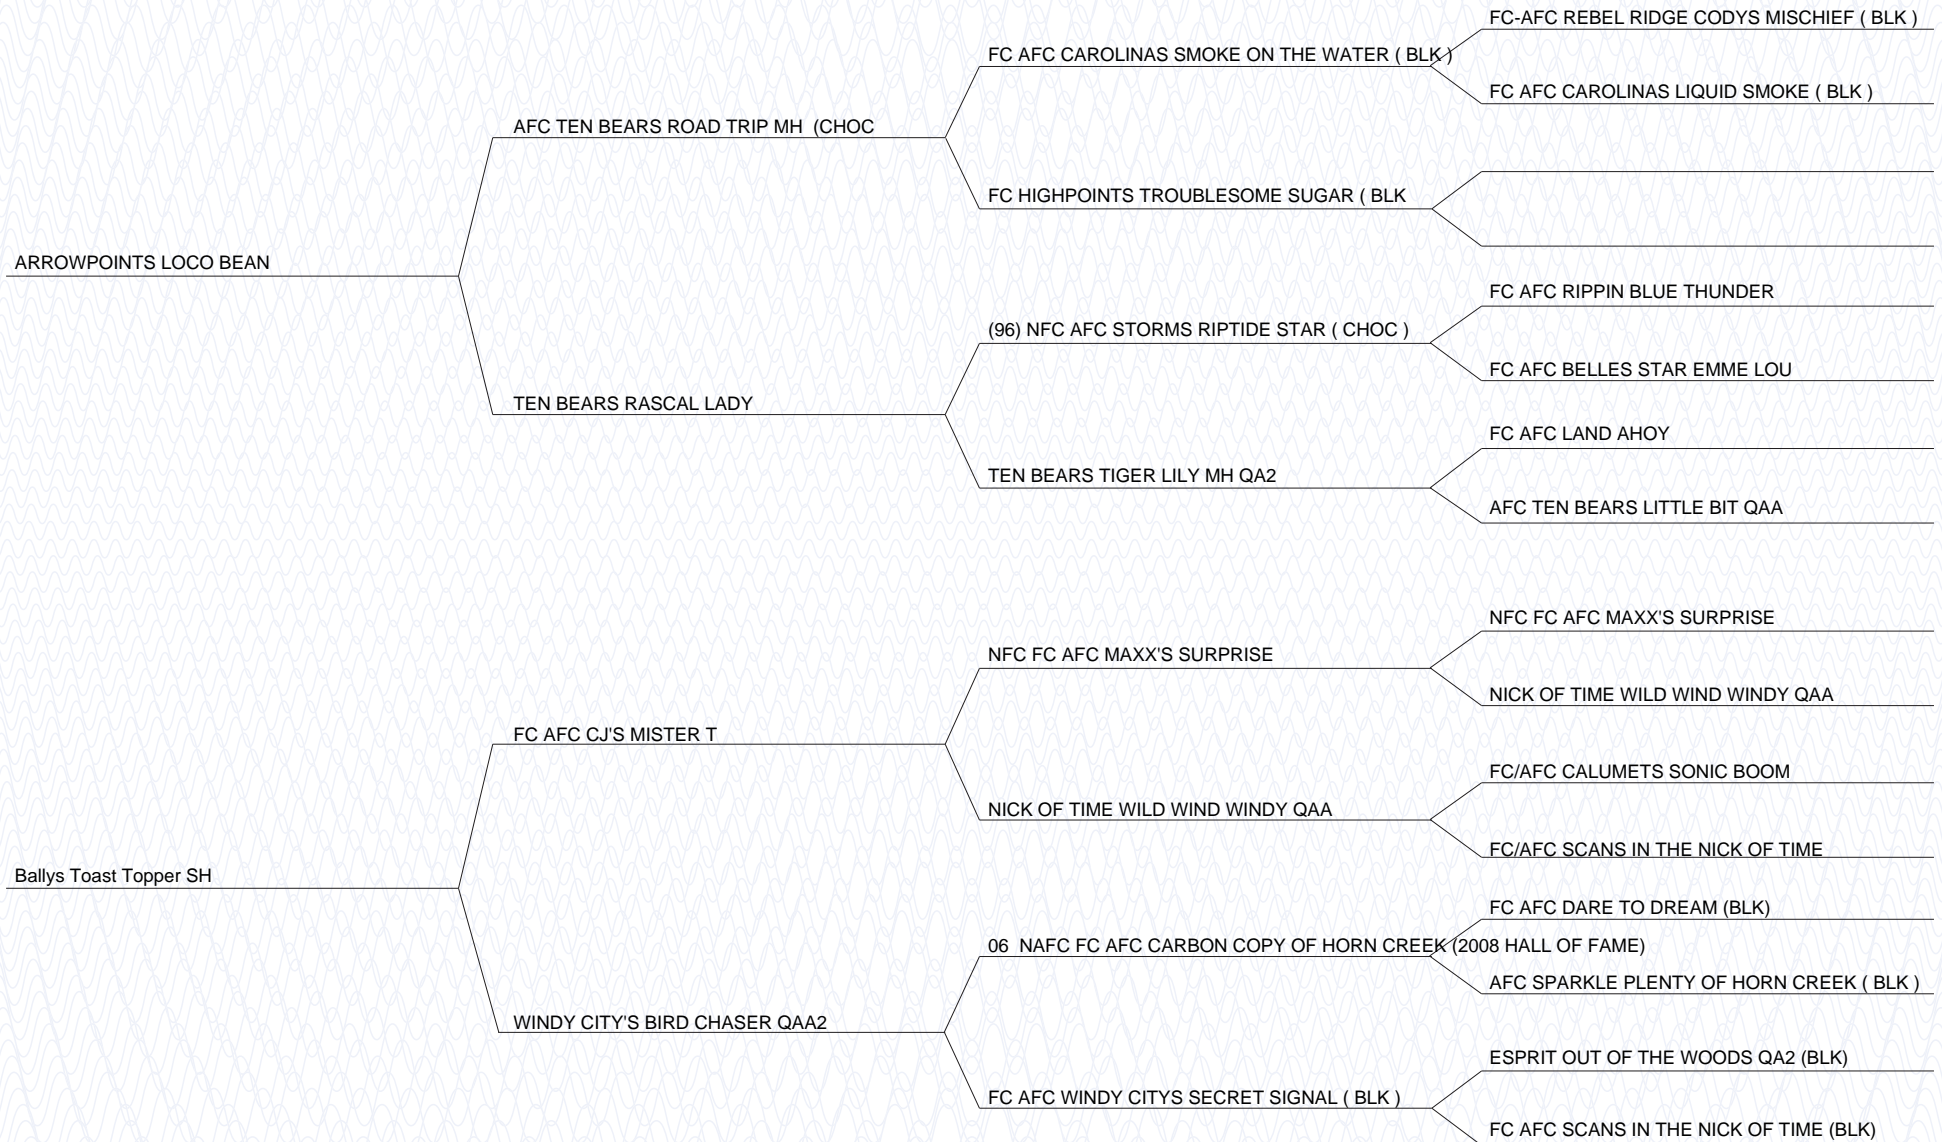 FC-AFC REBEL RIDGE CODYS MISCHIEF ( BLK )
FC AFC CAROLINAS SMOKE ON THE WATER ( BLK )
FC AFC CAROLINAS LIQUID SMOKE ( BLK )
AFC TEN BEARS ROAD TRIP MH  (CHOC
FC HIGHPOINTS TROUBLESOME SUGAR ( BLK
ARROWPOINTS LOCO BEAN
FC AFC RIPPIN BLUE THUNDER
(96) NFC AFC STORMS RIPTIDE STAR ( CHOC )
FC AFC BELLES STAR EMME LOU
TEN BEARS RASCAL LADY
FC AFC LAND AHOY
TEN BEARS TIGER LILY MH QA2
AFC TEN BEARS LITTLE BIT QAA
NFC FC AFC MAXX'S SURPRISE
NFC FC AFC MAXX'S SURPRISE
NICK OF TIME WILD WIND WINDY QAA
FC AFC CJ'S MISTER T
FC/AFC CALUMETS SONIC BOOM
NICK OF TIME WILD WIND WINDY QAA
FC/AFC SCANS IN THE NICK OF TIME
Ballys Toast Topper SH
FC AFC DARE TO DREAM (BLK)
06  NAFC FC AFC CARBON COPY OF HORN CREEK (2008 HALL OF FAME)
AFC SPARKLE PLENTY OF HORN CREEK ( BLK )
WINDY CITY'S BIRD CHASER QAA2
ESPRIT OUT OF THE WOODS QA2 (BLK)
FC AFC WINDY CITYS SECRET SIGNAL ( BLK )
FC AFC SCANS IN THE NICK OF TIME (BLK)